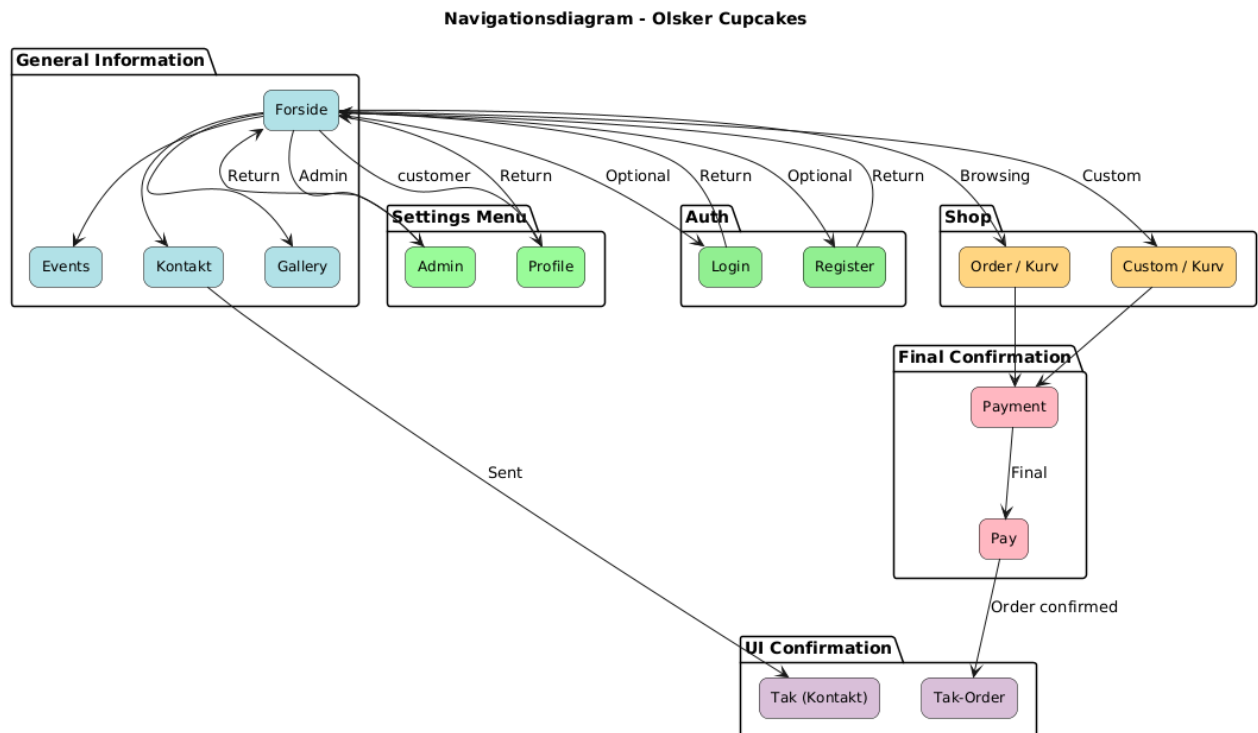 Navigationsdiagram - Olsker Cupcakes
General Information
Forside
Return
Admin
customer
Return
Optional
Return
Optional
Return
Browsing
Custom
Settings Menu
Auth
Shop
Events
Kontakt
Gallery
Admin
Profile
Login
Register
Order / Kurv
Custom / Kurv
Final Confirmation
Payment
Sent
Final
Pay
Order confirmed
UI Confirmation
Tak (Kontakt)
Tak-Order